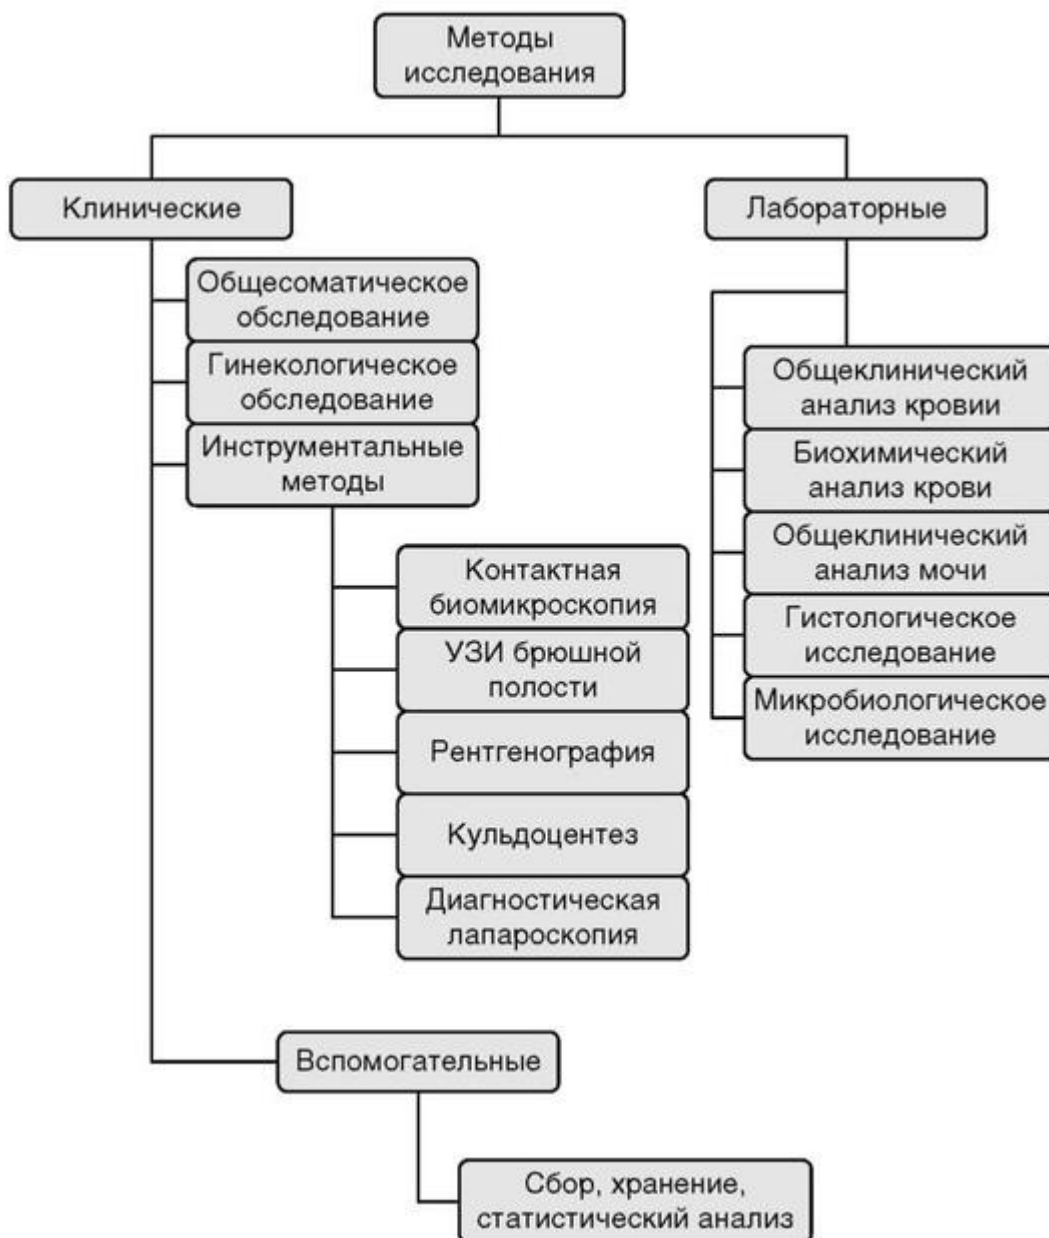 Методы
исследования
Клинические
Лабораторные
Общесоматическое
обследование
Гинекологическое
обследование
Инструментальные
методы
Контактная
биомикроскопия
УЗИ брюшной
полости
Рентгенография
Кульдоцентез
Диагностическая
лапароскопия
Общеклинический
анализ кровии
Биохимический
анализ крови
Общеклинический
анализ мочи
Гистологическое
исследование
Микробиологическое
исследование
Вспомогательные
Сбор, хранение,
статистический анализ